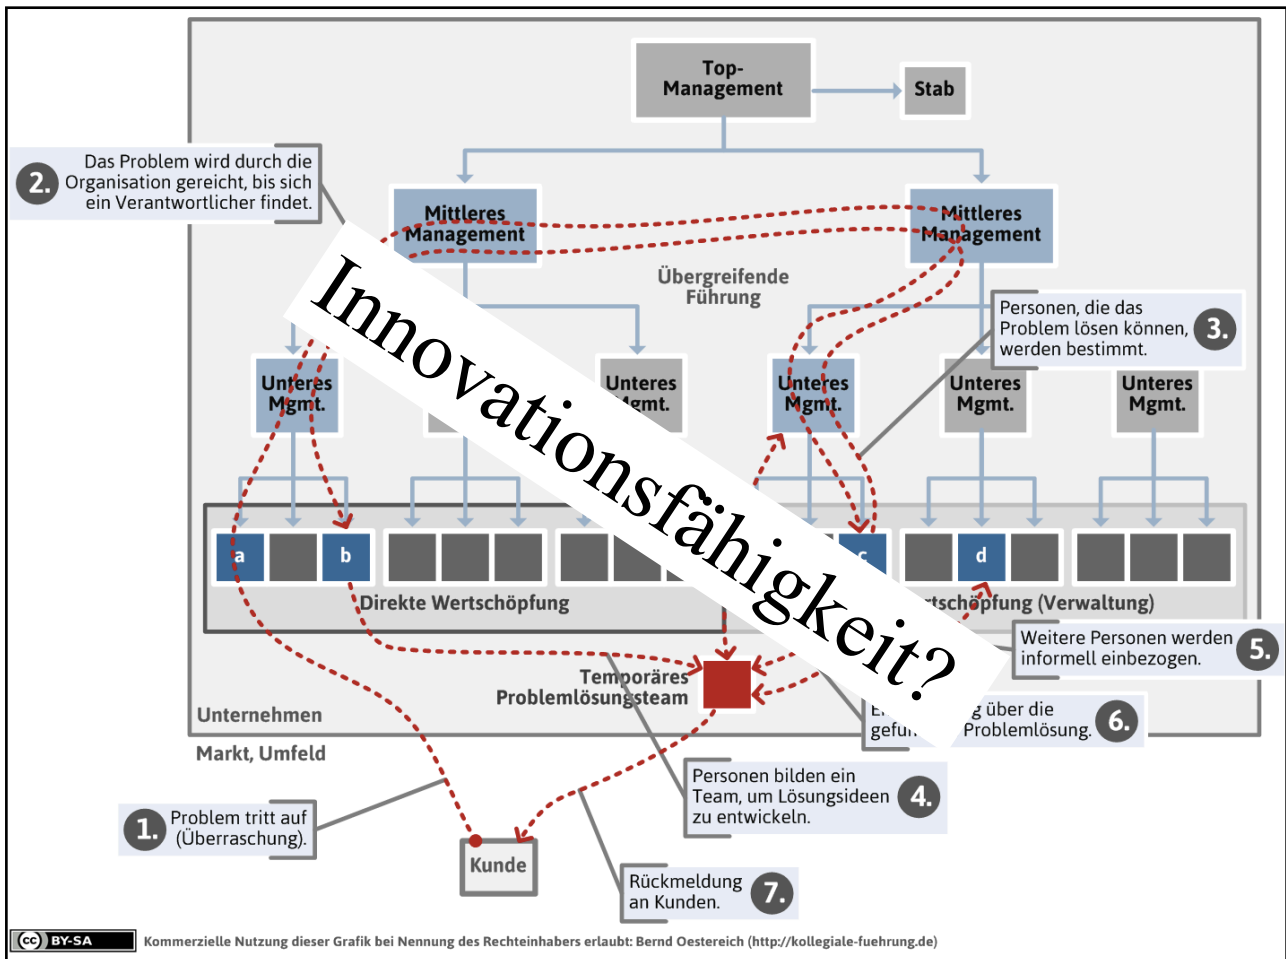 Top-
Management
Stab
2.
Das Problem wird durch die
Organisation gereicht, bis sich
ein Verantwortlicher findet.
Mittleres
Management
Mittleres
Management
Übergreifende
Führung
Personen, die das
Problem lösen können,
werden bestimmt.
3.
Innovationsfähigkeit?
Unteres
Mgmt.
Unteres
Mgmt.
Unteres
Mgmt.
Unteres
Mgmt.
Unteres
Mgmt.
a
b
c
d
Direkte Wertschöpfung
(Verwaltung)
Weitere Personen werden
informell einbezogen.
5.
Temporäres
Problemlösungsteam
Unternehmen
über die
Problemlösung.
6.
Markt, Umfeld
Personen bilden ein
Team, um Lösungsideen
zu entwickeln.
4.
1.
Problem tritt auf
(Überraschung).
Kunde
Rückmeldung
an Kunden.
7.
cc BY-SA
Kommerzielle Nutzung dieser Grafik bei Nennung des Rechteinhabers erlaubt: Bernd Oestereich (http://kollegiale-fuehrung.de)